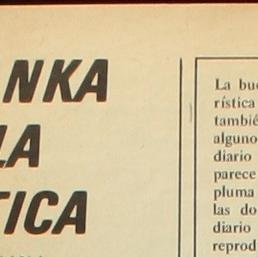 NKA
LA
TICA
La bue
rística
tambié
alguno
diario
parece
pluma
las do
diario
reprod